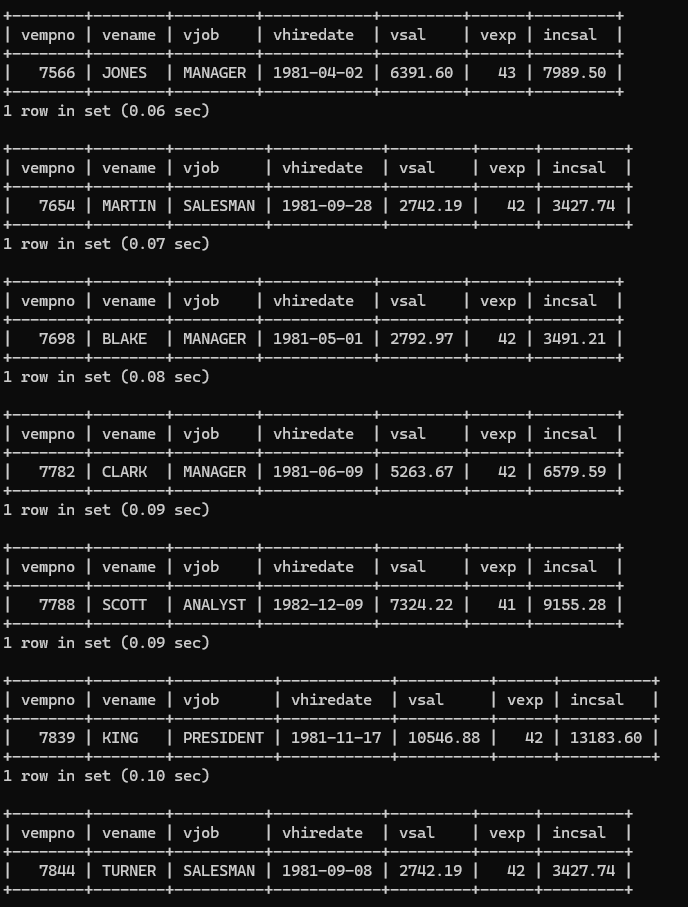 +--------+--------+---------+------------+---------+------+---------+
| vempno | vename | vjob    | vhiredate  | vsal    | vexp | incsal  |
+--------+--------+---------+------------+---------+------+---------+
|   7566 | JONES  | MANAGER | 1981-04-02 | 6391.60 |   43 | 7989.50 |
+--------+--------+---------+------------+---------+------+---------+
1 row in set (0.06 sec)

+--------+--------+----------+------------+---------+------+---------+
| vempno | vename | vjob     | vhiredate  | vsal    | vexp | incsal  |
+--------+--------+----------+------------+---------+------+---------+
|   7654 | MARTIN | SALESMAN | 1981-09-28 | 2742.19 |   42 | 3427.74 |
+--------+--------+----------+------------+---------+------+---------+
1 row in set (0.07 sec)

+--------+--------+---------+------------+---------+------+---------+
| vempno | vename | vjob    | vhiredate  | vsal    | vexp | incsal  |
+--------+--------+---------+------------+---------+------+---------+
|   7698 | BLAKE  | MANAGER | 1981-05-01 | 2792.97 |   42 | 3491.21 |
+--------+--------+---------+------------+---------+------+---------+
1 row in set (0.08 sec)

+--------+--------+---------+------------+---------+------+---------+
| vempno | vename | vjob    | vhiredate  | vsal    | vexp | incsal  |
+--------+--------+---------+------------+---------+------+---------+
|   7782 | CLARK  | MANAGER | 1981-06-09 | 5263.67 |   42 | 6579.59 |
+--------+--------+---------+------------+---------+------+---------+
1 row in set (0.09 sec)

+--------+--------+---------+------------+---------+------+---------+
| vempno | vename | vjob    | vhiredate  | vsal    | vexp | incsal  |
+--------+--------+---------+------------+---------+------+---------+
|   7788 | SCOTT  | ANALYST | 1982-12-09 | 7324.22 |   41 | 9155.28 |
+--------+--------+---------+------------+---------+------+---------+
1 row in set (0.09 sec)

+--------+--------+-----------+------------+----------+------+----------+
| vempno | vename | vjob      | vhiredate  | vsal     | vexp | incsal   |
+--------+--------+-----------+------------+----------+------+----------+
|   7839 | KING   | PRESIDENT | 1981-11-17 | 10546.88 |   42 | 13183.60 |
+--------+--------+-----------+------------+----------+------+----------+
1 row in set (0.10 sec)

+--------+--------+----------+------------+---------+------+---------+
| vempno | vename | vjob     | vhiredate  | vsal    | vexp | incsal  |
+--------+--------+----------+------------+---------+------+---------+
|   7844 | TURNER | SALESMAN | 1981-09-08 | 2742.19 |   42 | 3427.74 |
+--------+--------+----------+------------+---------+------+---------+